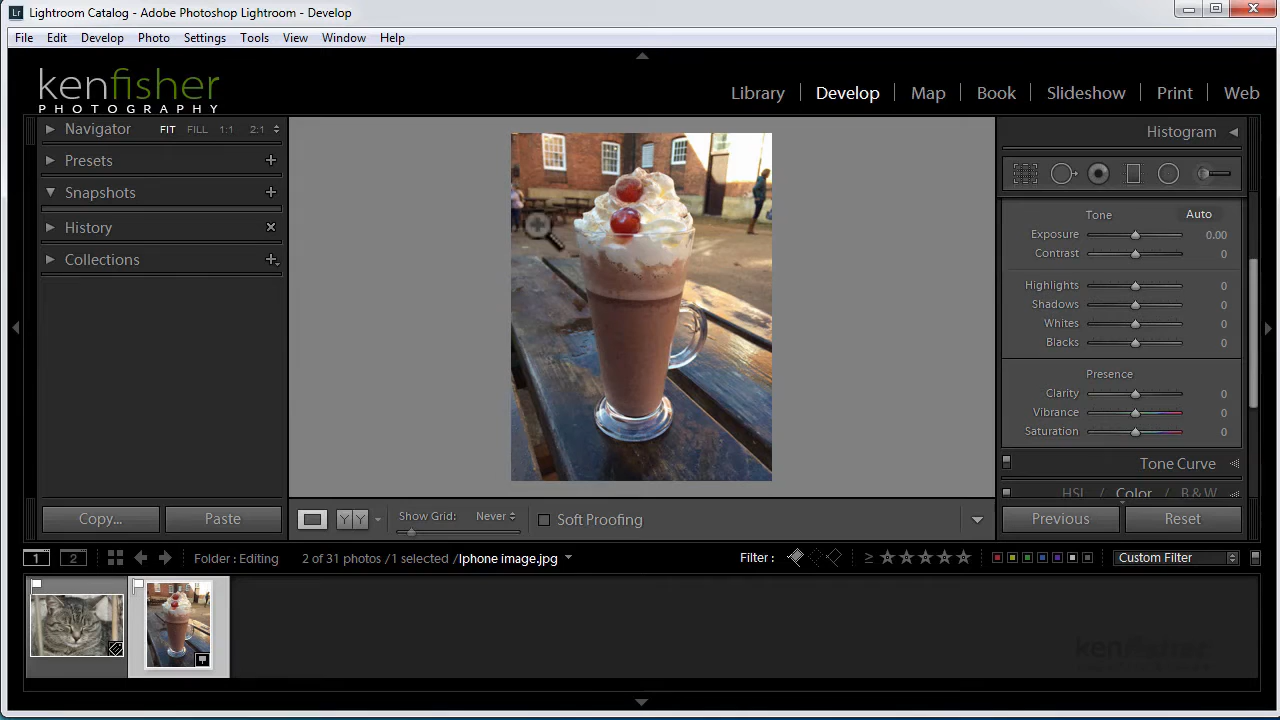 Lightroom Catalog - Adobe Photoshop Lightroom - Develop
File Edit Develop Photo Settings Tools View Window Help
kenfisher
PHOTOGRAPHY
Library Develop Map Book Slideshow Print Web
Navigator FIT FILL 1:1 2:1
Presets
Snapshots
History
Collections
Histogram
Tone Auto
Exposure 0.00
Contrast 0
Highlights 0
Shadows 0
Whites 0
Blacks 0
Presence
Clarity 0
Vibrance 0
Saturation 0
Tone Curve
HSL / Color / B & W
Copy... Paste
YY Show Grid: Never Soft Proofing
Previous Reset
1 2 Folder : Editing 2 of 31 photos /1 selected /Iphone image.jpg Filter : ≥ Custom Filter
kenfisher